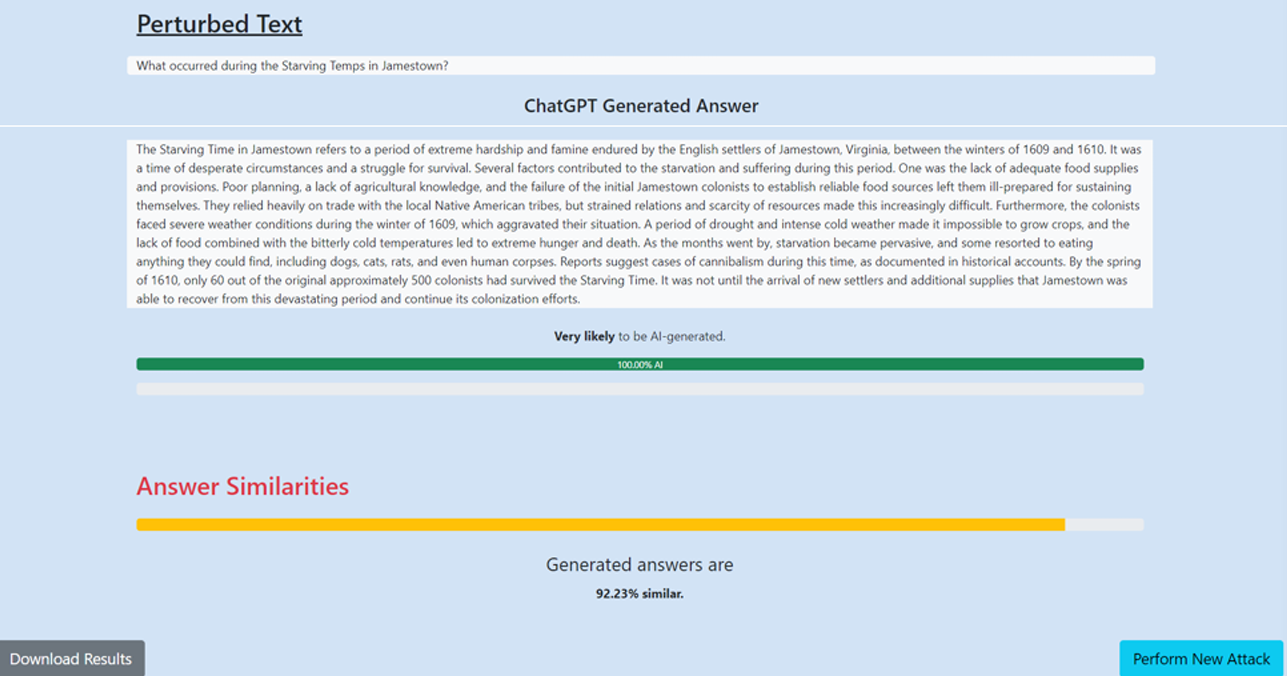 Perturbed Text
What occurred during the Starving Temps in Jamestown?
ChatGPT Generated Answer
The Starving Time in Jamestown refers to a period of extreme hardship and famine endured by the English settlers of Jamestown, Virginia, between the winters of 1609 and 1610. It was
a time of desperate circumstances and a struggle for survival. Several factors contributed to the starvation and suffering during this period. One was the lack of adequate food supplies
and provisions. Poor planning, a lack of agricultural knowledge, and the failure of the initial Jamestown colonists to establish reliable food sources left them ill-prepared for sustaining
themselves. They relied heavily on trade with the local Native American tribes, but strained relations and scarcity of resources made this increasingly difficult. Furthermore, the colonists
faced severe weather conditions during the winter of 1609, which aggravated their situation. A period of drought and intense cold weather made it impossible to grow crops, and the
lack of food combined with the bitterly cold temperatures led to extreme hunger and death. As the months went by, starvation became pervasive, and some resorted to eating
anything they could find, including dogs, cats, rats, and even human corpses. Reports suggest cases of cannibalism during this time, as documented in historical accounts. By the spring
of 1610, only 60 out of the original approximately 500 colonists had survived the Starving Time. It was not until the arrival of new settlers and additional supplies that Jamestown was
able to recover from this devastating period and continue its colonization efforts.
Very likely to be AI-generated.
100.00% AI
Answer Similarities
Generated answers are
92.23% similar.
Download Results
Perform New Attack